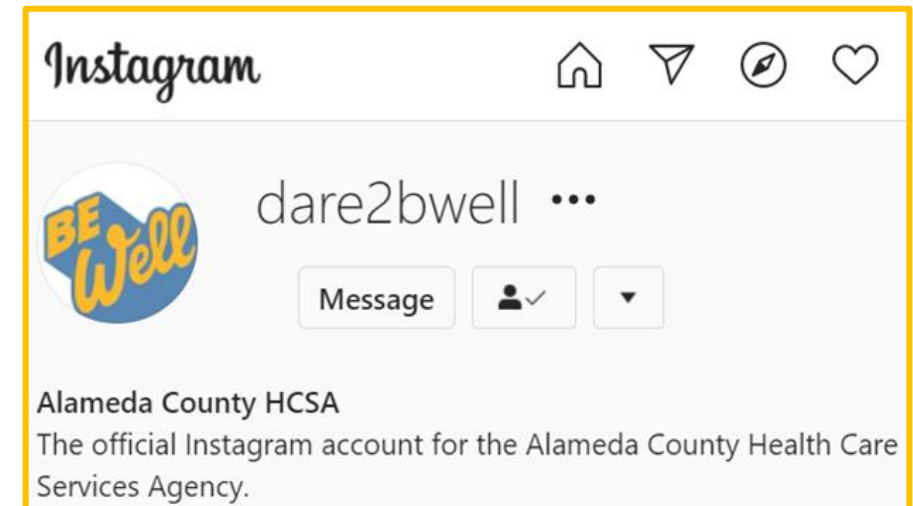 Instagram
BE
Well
dare2bwell •••
Message
Alameda County HCSA
The official Instagram account for the Alameda County Health Care
Services Agency.